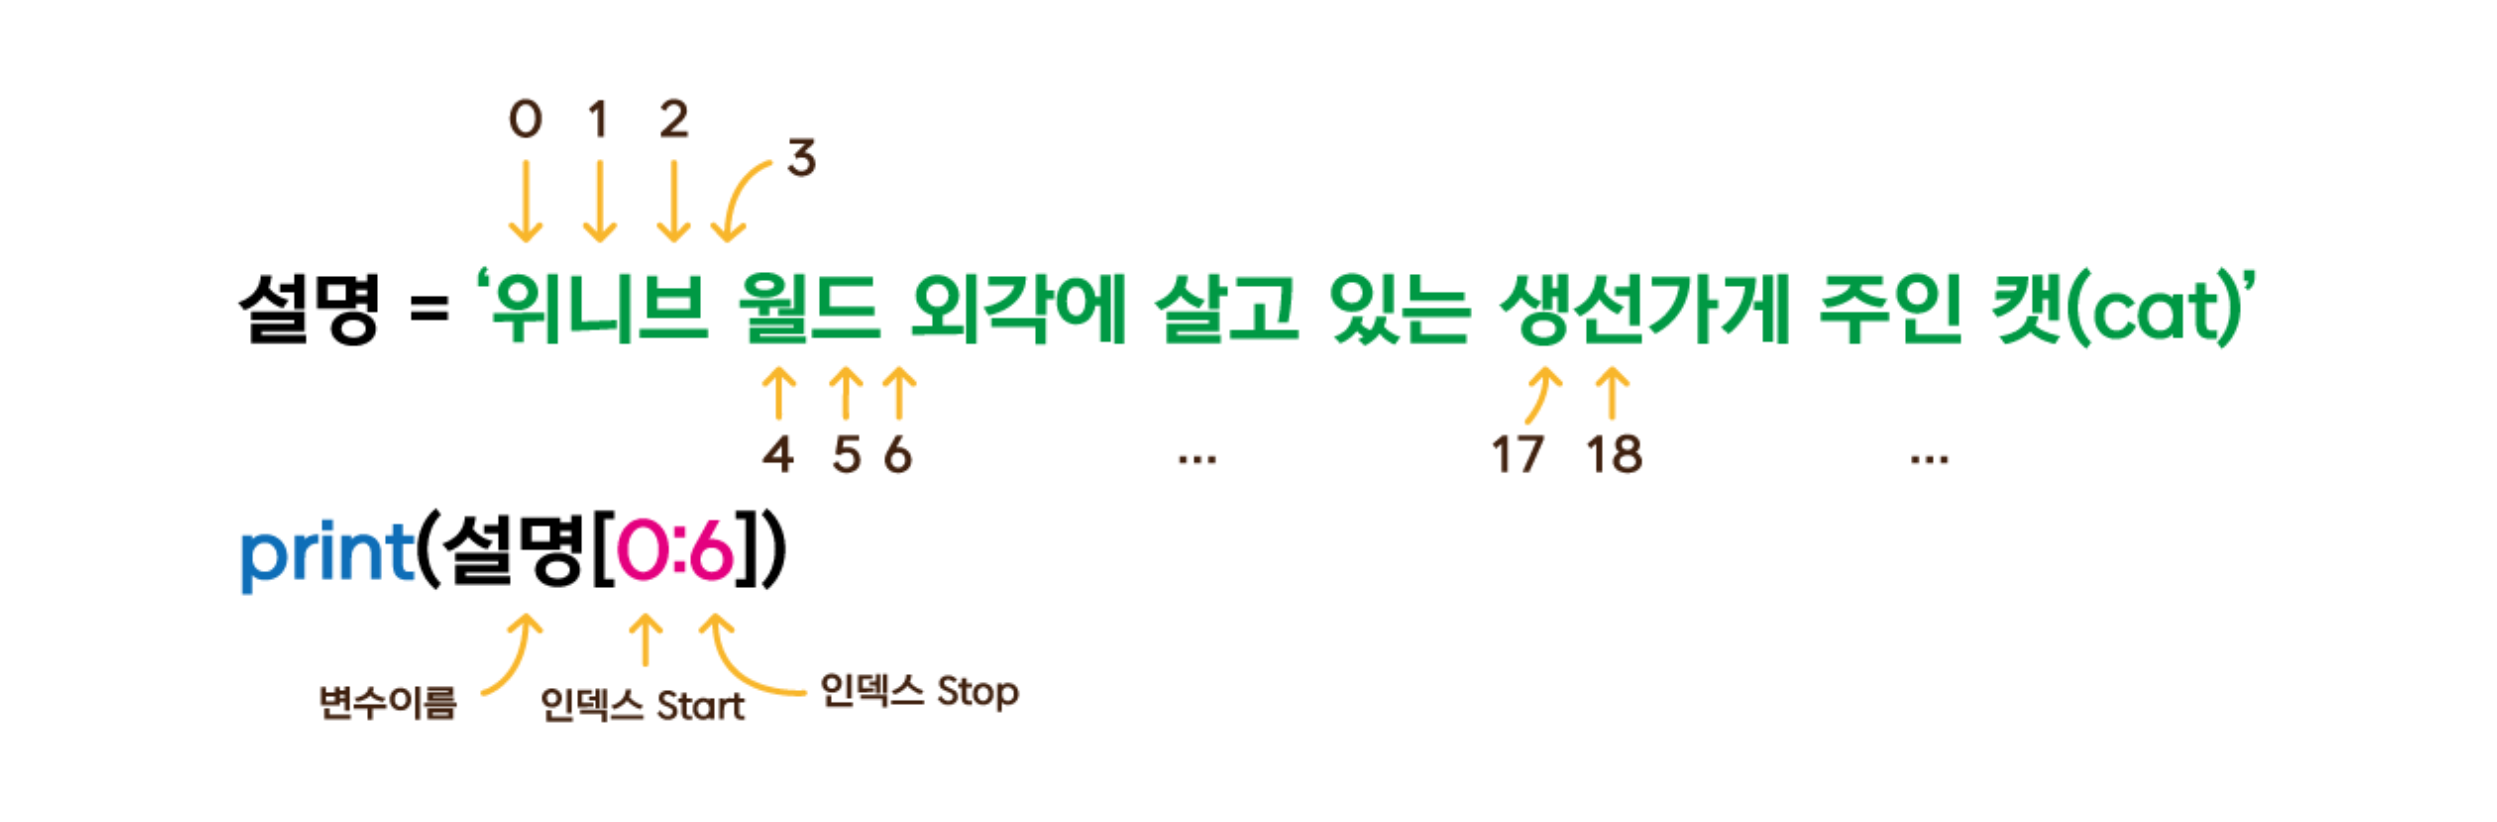 0 1 2
3
설명 = ‘위니브 월드 외각에 살고 있는 생선가게 주인 캣(cat)’
4 5 6 ... 17 18 ...
print(설명[0:6])
변수이름 인덱스 Start 인덱스 Stop